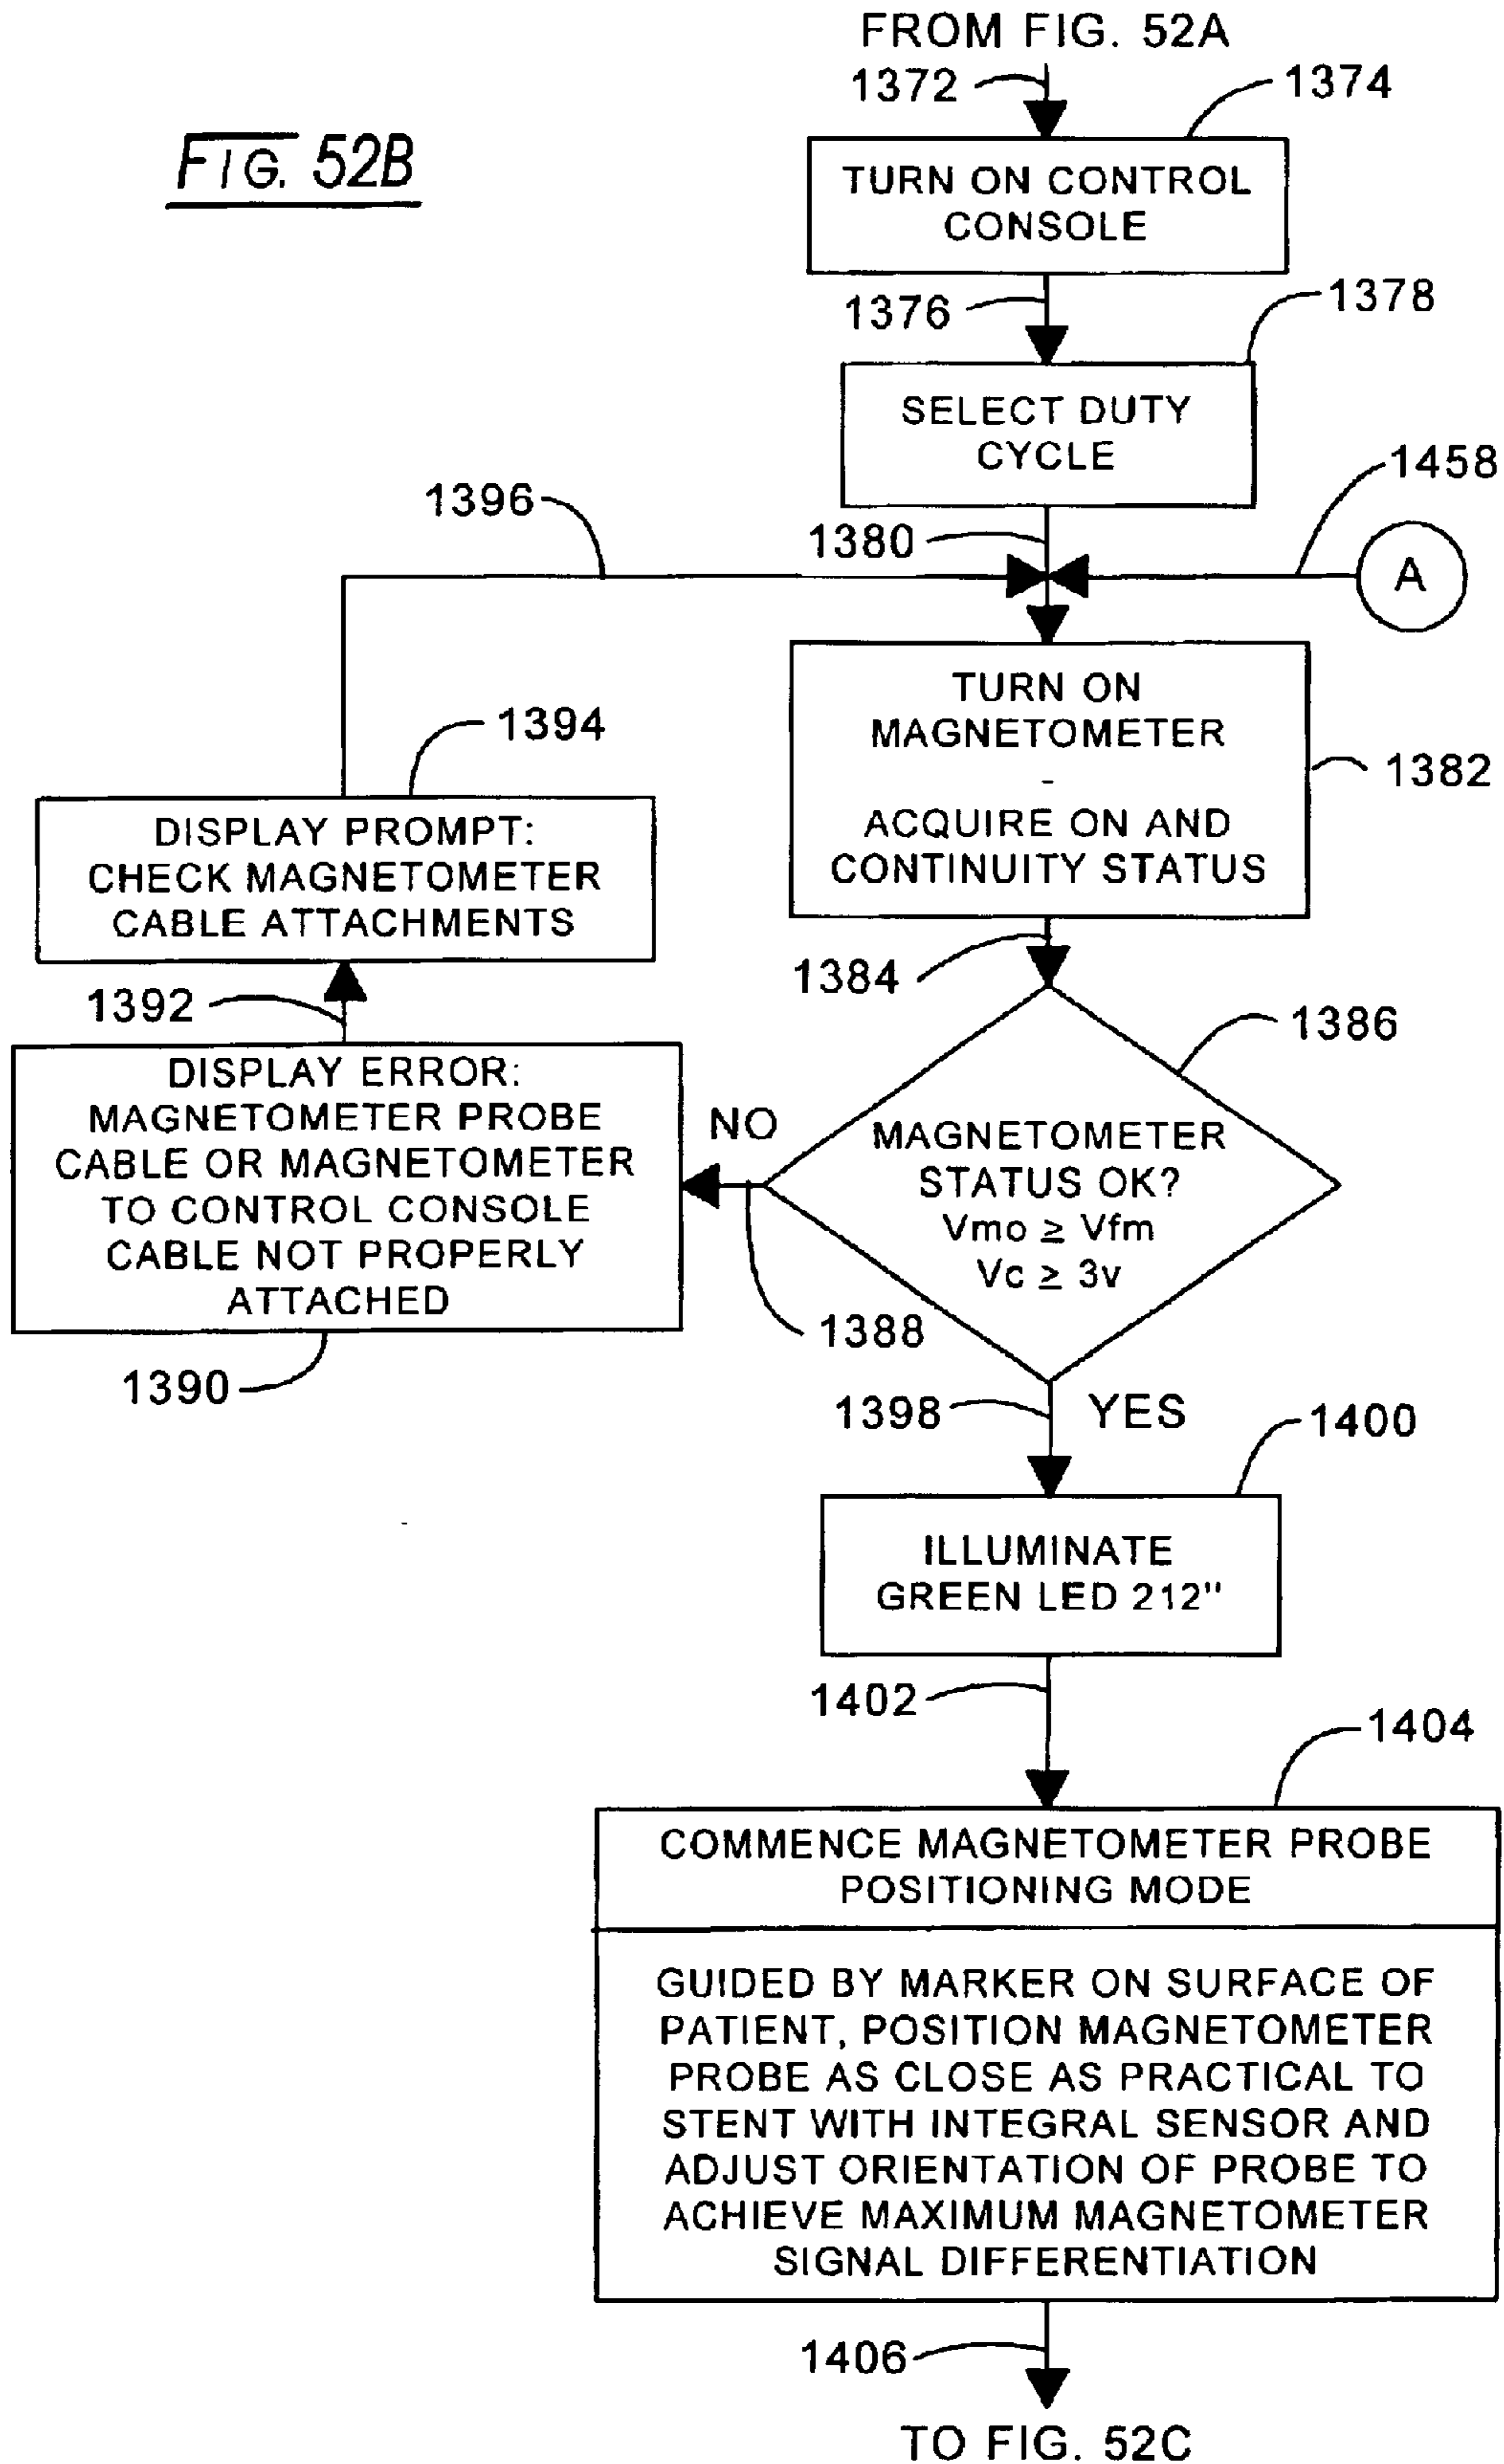 FROM FIG. 52A
1372
1374
FIG. 52B
TURN ON CONTROL
CONSOLE
1376
1378
SELECT DUTY
CYCLE
1458
1396
1380
A
TURN ON
MAGNETOMETER
-
ACQUIRE ON AND
CONTINUITY STATUS
1382
1394
DISPLAY PROMPT:
CHECK MAGNETOMETER
CABLE ATTACHMENTS
1384
1392
1386
DISPLAY ERROR:
MAGNETOMETER PROBE
CABLE OR MAGNETOMETER
TO CONTROL CONSOLE
CABLE NOT PROPERLY
ATTACHED
NO
MAGNETOMETER
STATUS OK?
Vmo ≥ Vfm
Vc ≥ 3v
1388
1390
1398
YES
1400
ILLUMINATE
GREEN LED 212"
1402
1404
COMMENCE MAGNETOMETER PROBE
POSITIONING MODE
GUIDED BY MARKER ON SURFACE OF
PATIENT, POSITION MAGNETOMETER
PROBE AS CLOSE AS PRACTICAL TO
STENT WITH INTEGRAL SENSOR AND
ADJUST ORIENTATION OF PROBE TO
ACHIEVE MAXIMUM MAGNETOMETER
SIGNAL DIFFERENTIATION
1406
TO FIG. 52C